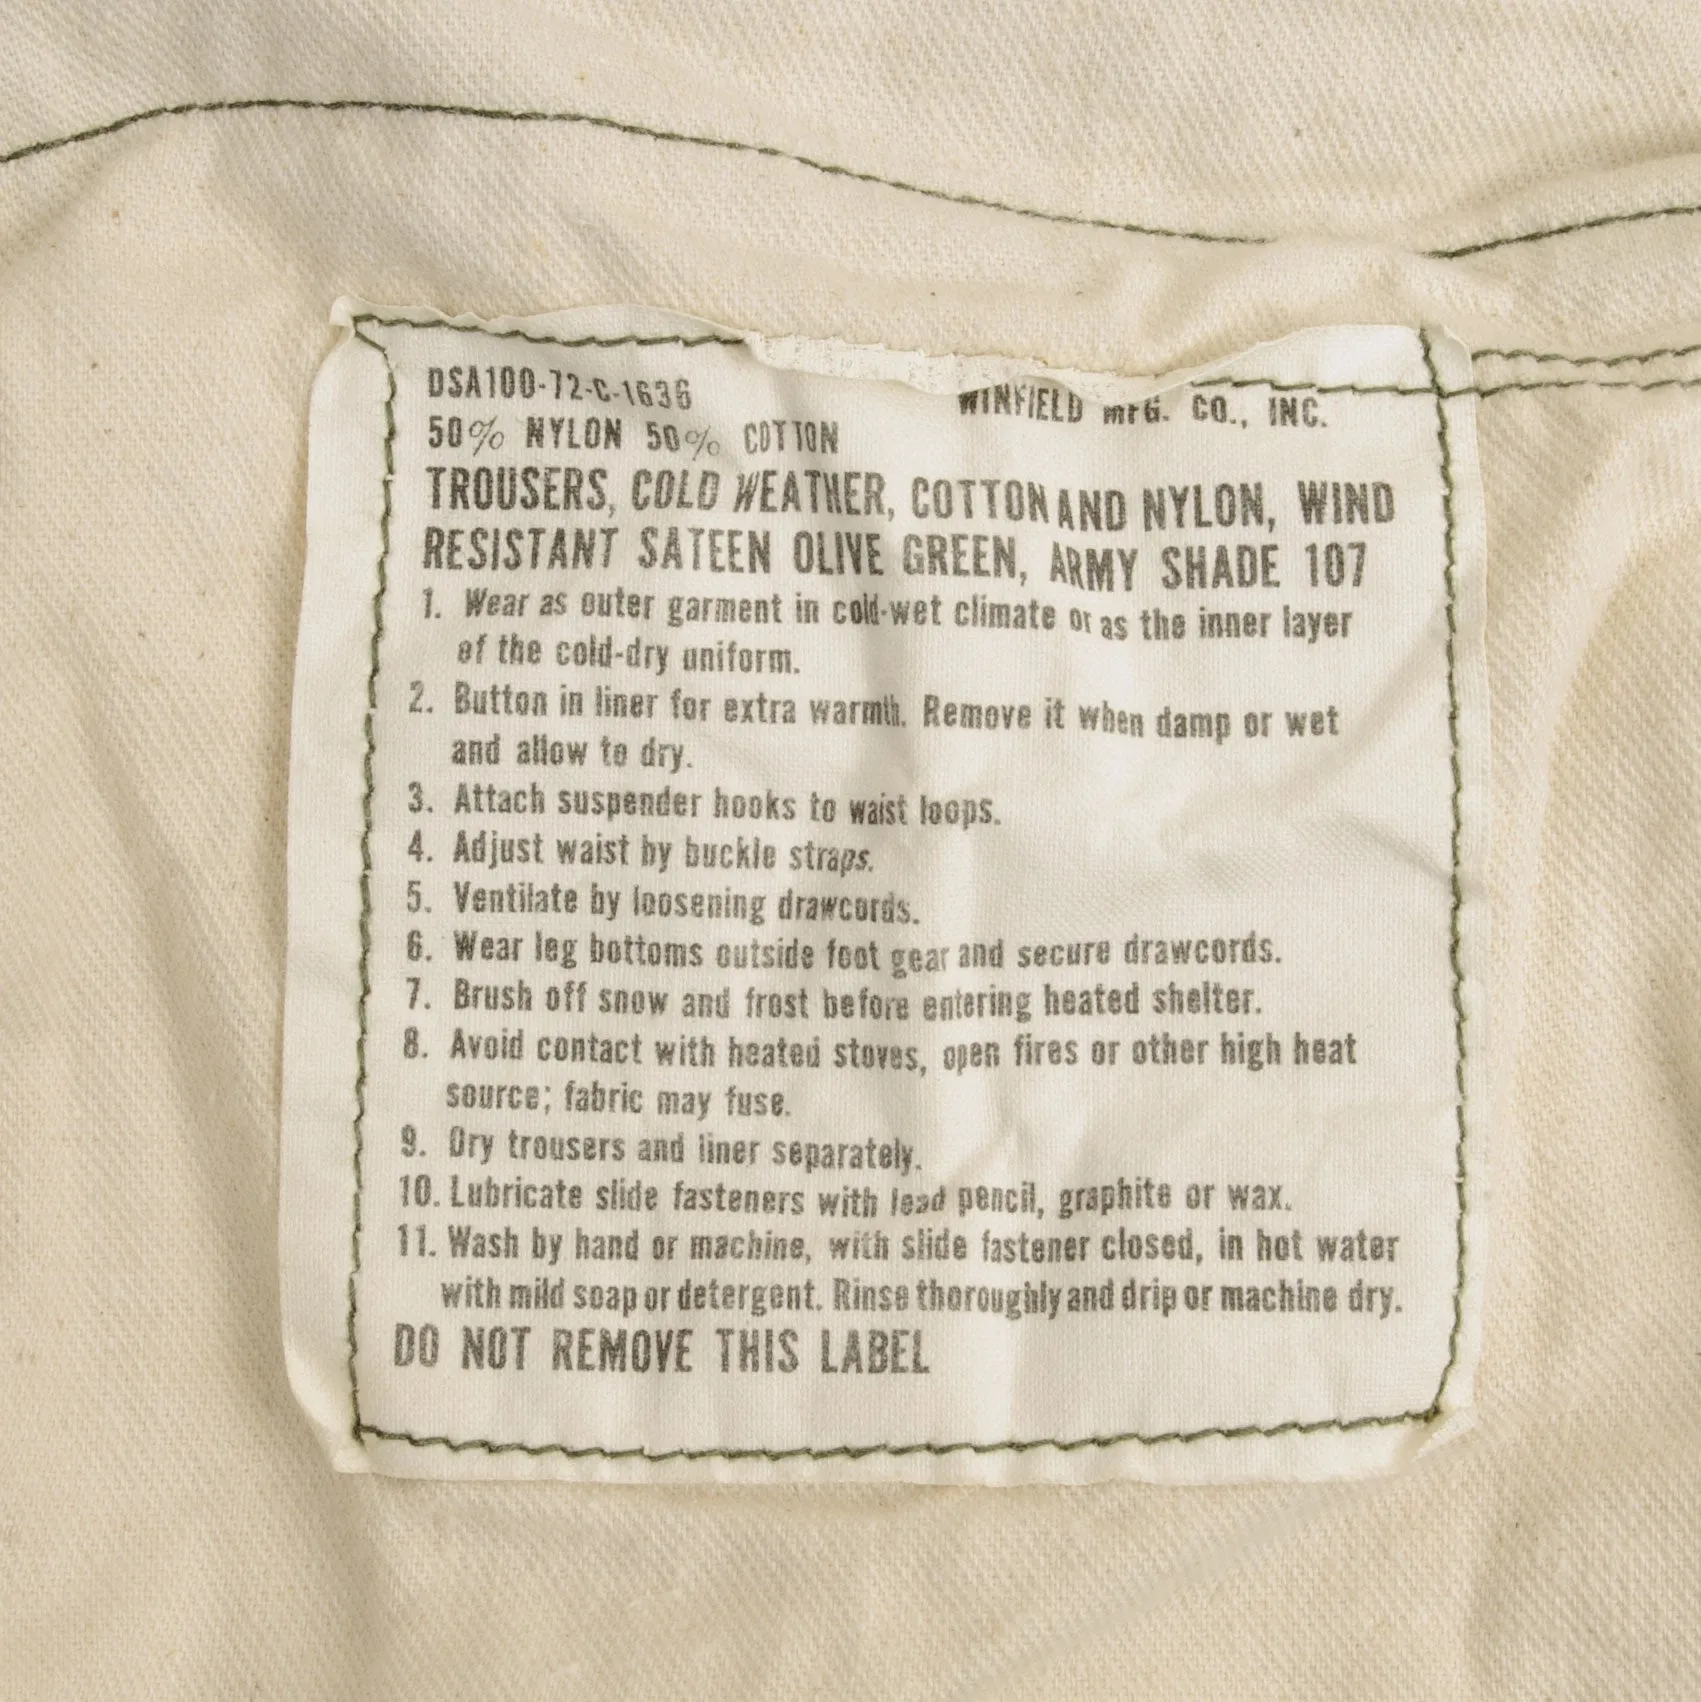 DSA100-72-C-1636 WINFIELD MFG. CO., INC.
50% NYLON 50% COTTON
TROUSERS, COLD WEATHER, COTTON AND NYLON, WIND
RESISTANT SATEEN OLIVE GREEN, ARMY SHADE 107
1. Wear as outer garment in cold-wet climate or as the inner layer
of the cold-dry uniform.
2. Button in liner for extra warmth. Remove it when damp or wet
and allow to dry.
3. Attach suspender hooks to waist loops.
4. Adjust waist by buckle straps.
5. Ventilate by loosening drawcords.
6. Wear leg bottoms outside foot gear and secure drawcords.
7. Brush off snow and frost before entering heated shelter.
8. Avoid contact with heated stoves, open fires or other high heat
source; fabric may fuse.
9. Dry trousers and liner separately.
10. Lubricate slide fasteners with lead pencil, graphite or wax.
11. Wash by hand or machine, with slide fastener closed, in hot water
with mild soap or detergent. Rinse thoroughly and drip or machine dry.
DO NOT REMOVE THIS LABEL